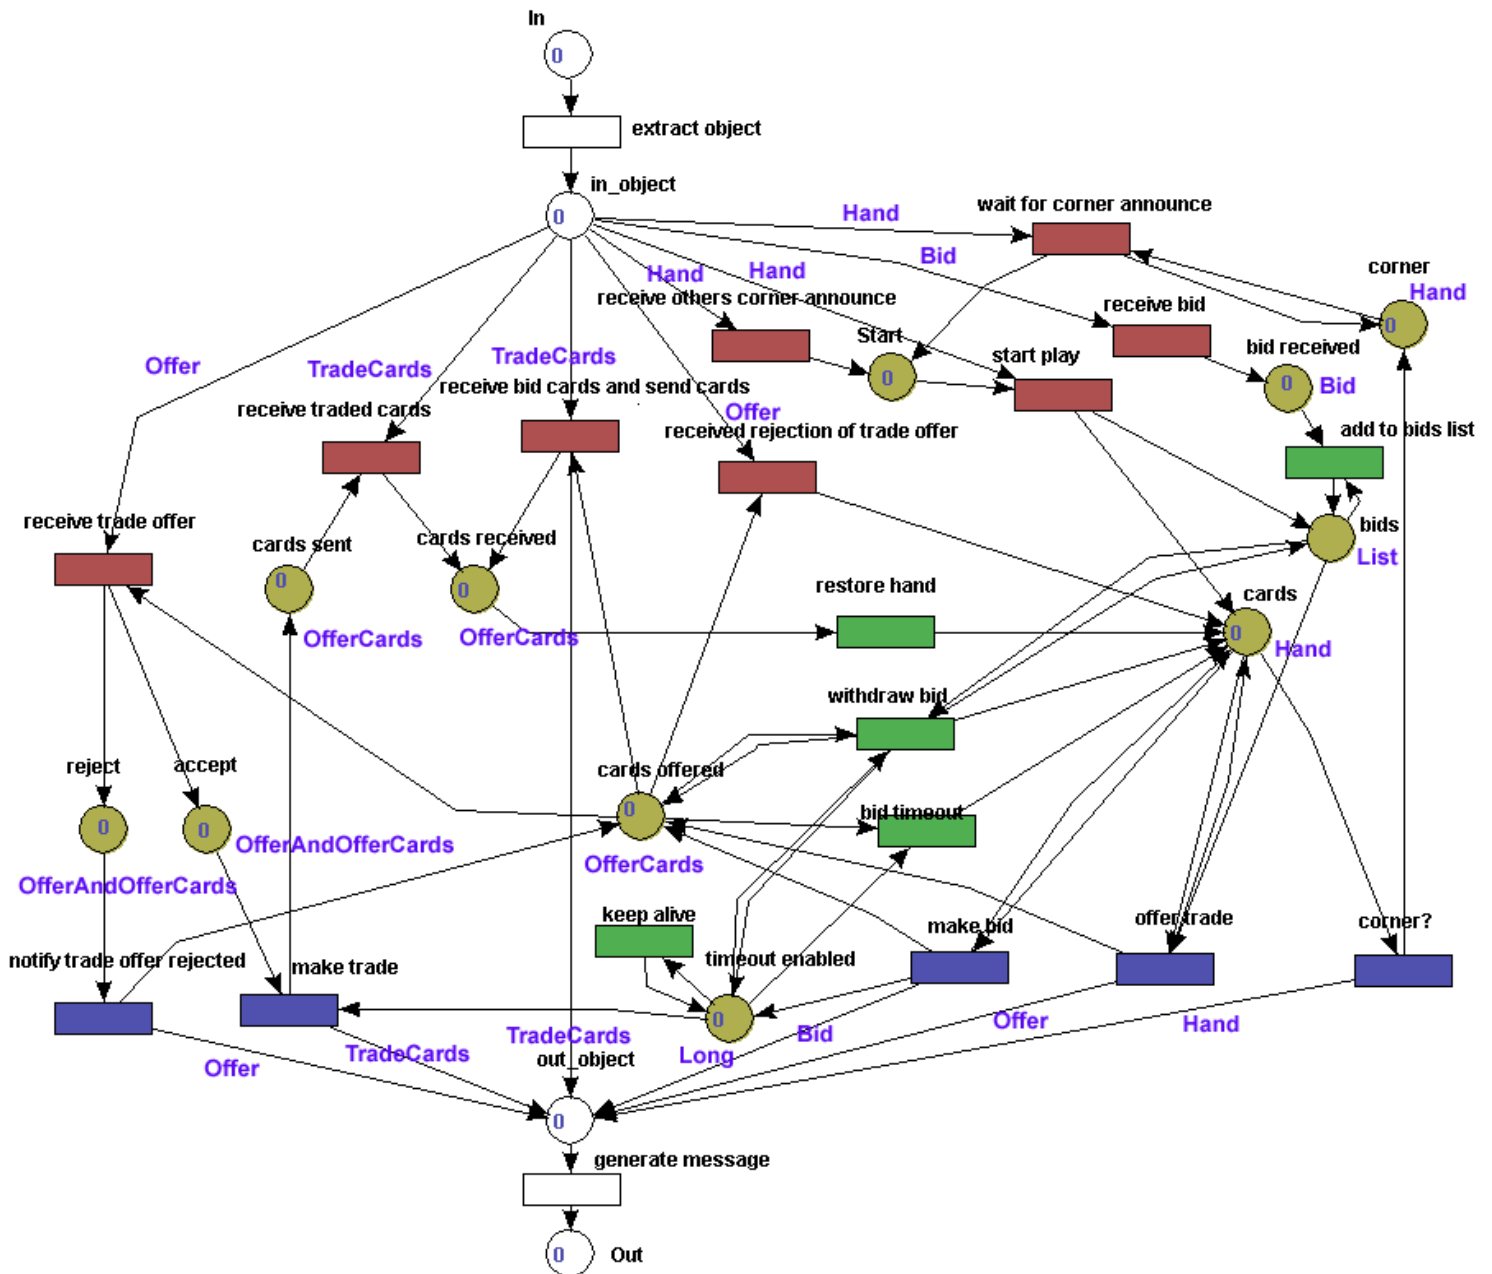 In
0
extract object
in_object
0
wait for corner announce
Hand
Bid
corner
Hand
0
Hand
Hand
receive others corner announce
receive bid
Start
0
start play
bid received
0
Bid
Offer
TradeCards
TradeCards
receive bid cards and send cards
receive traded cards
Offer
received rejection of trade offer
add to bids list
bids
List
receive trade offer
cards sent
0
OfferCards
cards received
0
OfferCards
restore hand
cards
0
Hand
withdraw bid
reject
0
OfferAndOfferCards
accept
0
OfferAndOfferCards
cards offered
0
OfferCards
bid timeout
keep alive
timeout enabled
0
Long
make bid
offer trade
corner?
notify trade offer rejected
make trade
Offer
TradeCards
TradeCards
Bid
Offer
Hand
out_object
0
generate message
0
Out